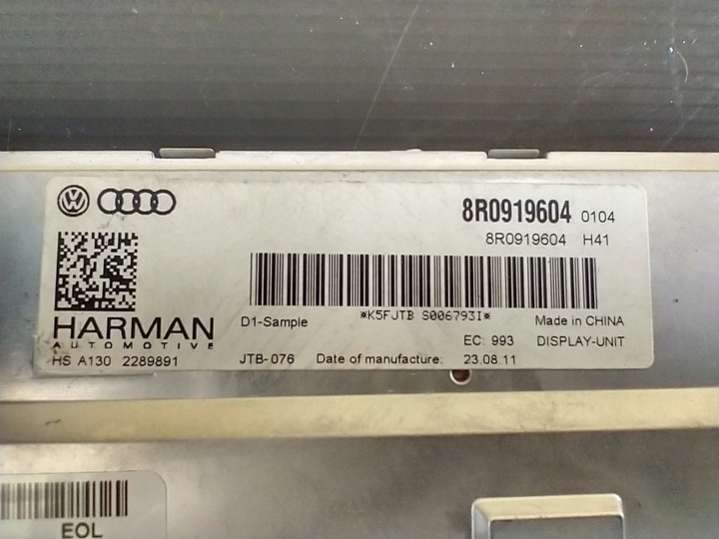 8R0919604 0104
8R0919604 H41
HARMAN
AUTOMOTIVE
D1-Sample *K5FJTB S006793I* Made in CHINA
EC: 993 DISPLAY-UNIT
HS A130 2289891 JTB-076 Date of manufacture: 23.08.11
EOL